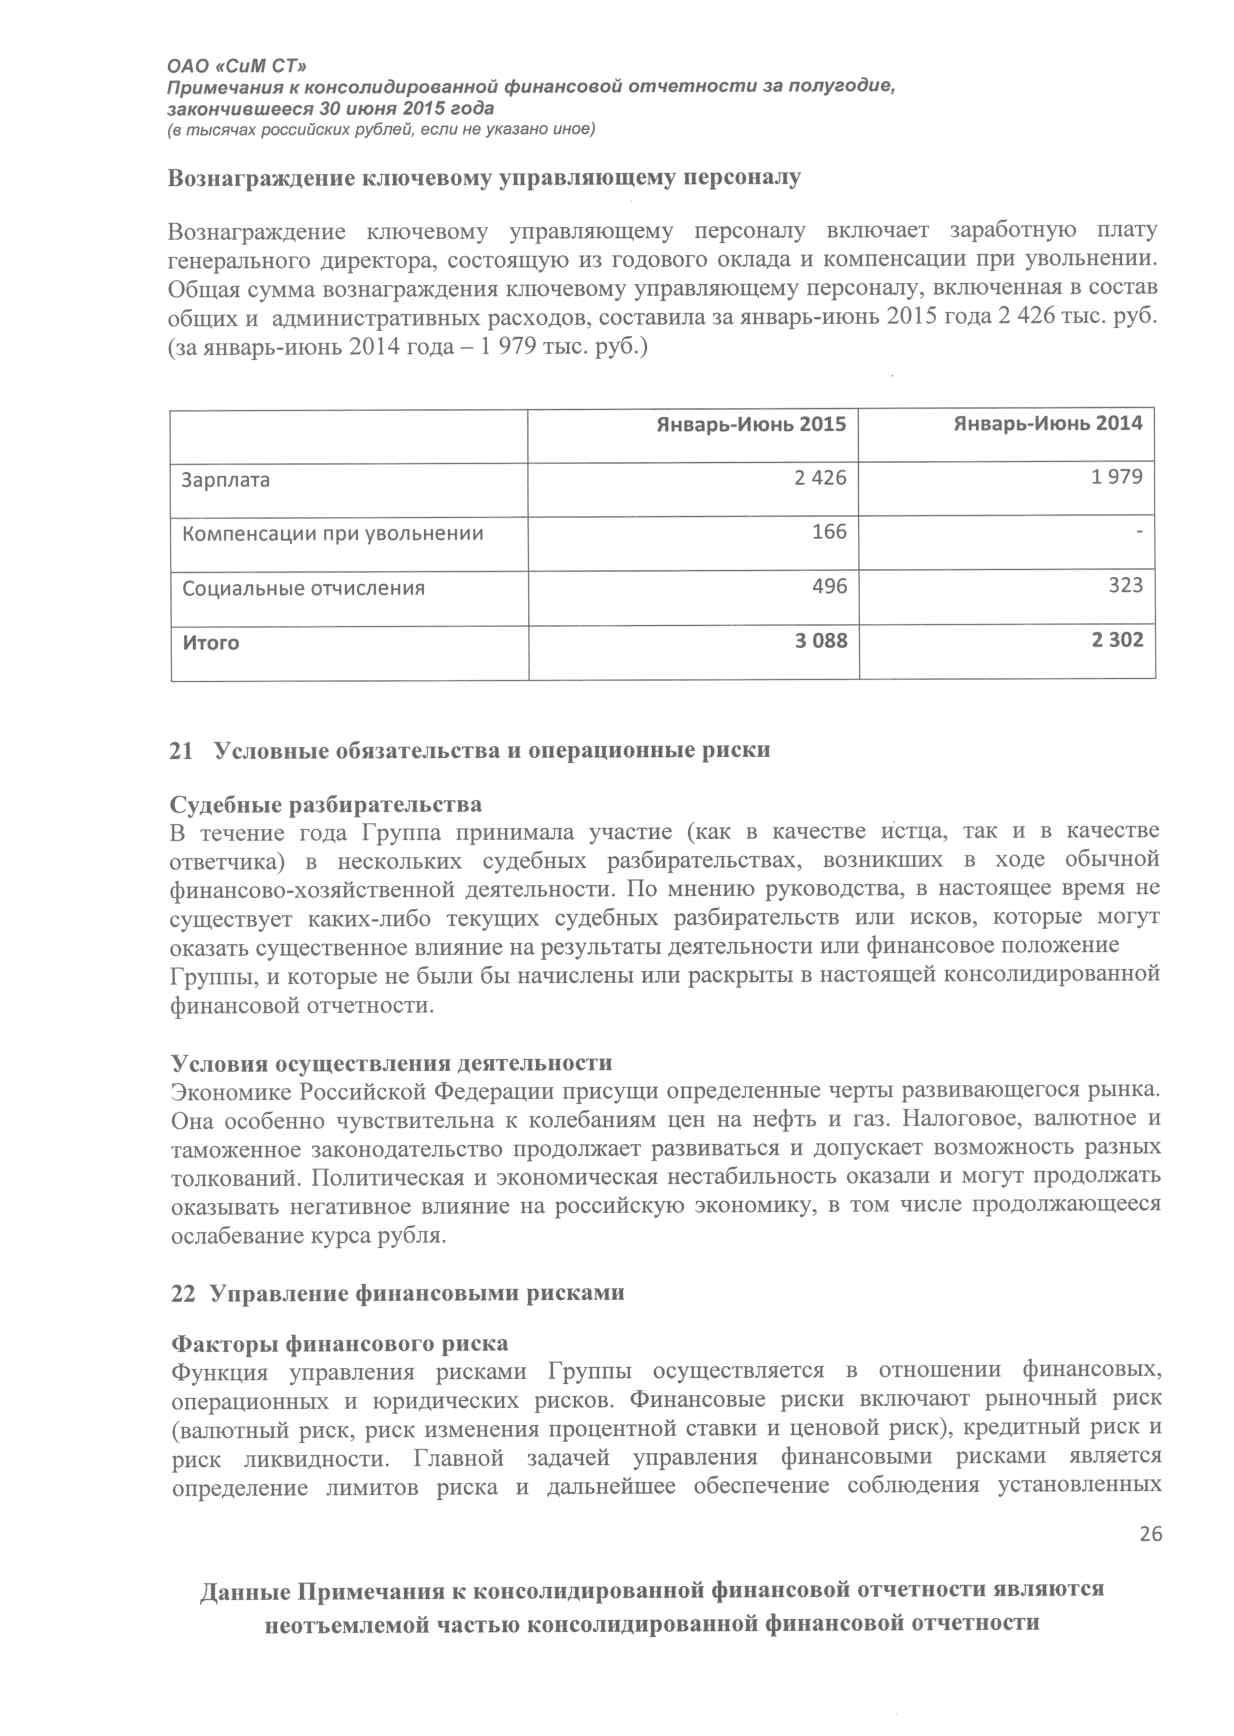 ОАО «СиМ СТ»
Примечания к консолидированной финансовой отчетности за полугодие,
закончившееся 30 июня 2015 года
(в тысячах российских рублей, если не указано иное)
Вознаграждение ключевому управляющему персоналу
Вознаграждение ключевому управляющему персоналу включает заработную плату
генерального директора, состоящую из годового оклада и компенсации при увольнении.
Общая сумма вознаграждения ключевому управляющему персоналу, включенная в состав
общих и административных расходов, составила за январь-июнь 2015 года 2 426 тыс. руб.
(за январь-июнь 2014 года – 1 979 тыс. руб.)
Январь-Июнь 2015 Январь-Июнь 2014
Зарплата 2 426 1 979
Компенсации при увольнении 166 -
Социальные отчисления 496 323
Итого 3 088 2 302
21 Условные обязательства и операционные риски
Судебные разбирательства
В течение года Группа принимала участие (как в качестве истца, так и в качестве
ответчика) в нескольких судебных разбирательствах, возникших в ходе обычной
финансово-хозяйственной деятельности. По мнению руководства, в настоящее время не
существует каких-либо текущих судебных разбирательств или исков, которые могут
оказать существенное влияние на результаты деятельности или финансовое положение
Группы, и которые не были бы начислены или раскрыты в настоящей консолидированной
финансовой отчетности.
Условия осуществления деятельности
Экономике Российской Федерации присущи определенные черты развивающегося рынка.
Она особенно чувствительна к колебаниям цен на нефть и газ. Налоговое, валютное и
таможенное законодательство продолжает развиваться и допускает возможность разных
толкований. Политическая и экономическая нестабильность оказали и могут продолжать
оказывать негативное влияние на российскую экономику, в том числе продолжающееся
ослабевание курса рубля.
22 Управление финансовыми рисками
Факторы финансового риска
Функция управления рисками Группы осуществляется в отношении финансовых,
операционных и юридических рисков. Финансовые риски включают рыночный риск
(валютный риск, риск изменения процентной ставки и ценовой риск), кредитный риск и
риск ликвидности. Главной задачей управления финансовыми рисками является
определение лимитов риска и дальнейшее обеспечение соблюдения установленных
26
Данные Примечания к консолидированной финансовой отчетности являются
неотъемлемой частью консолидированной финансовой отчетности